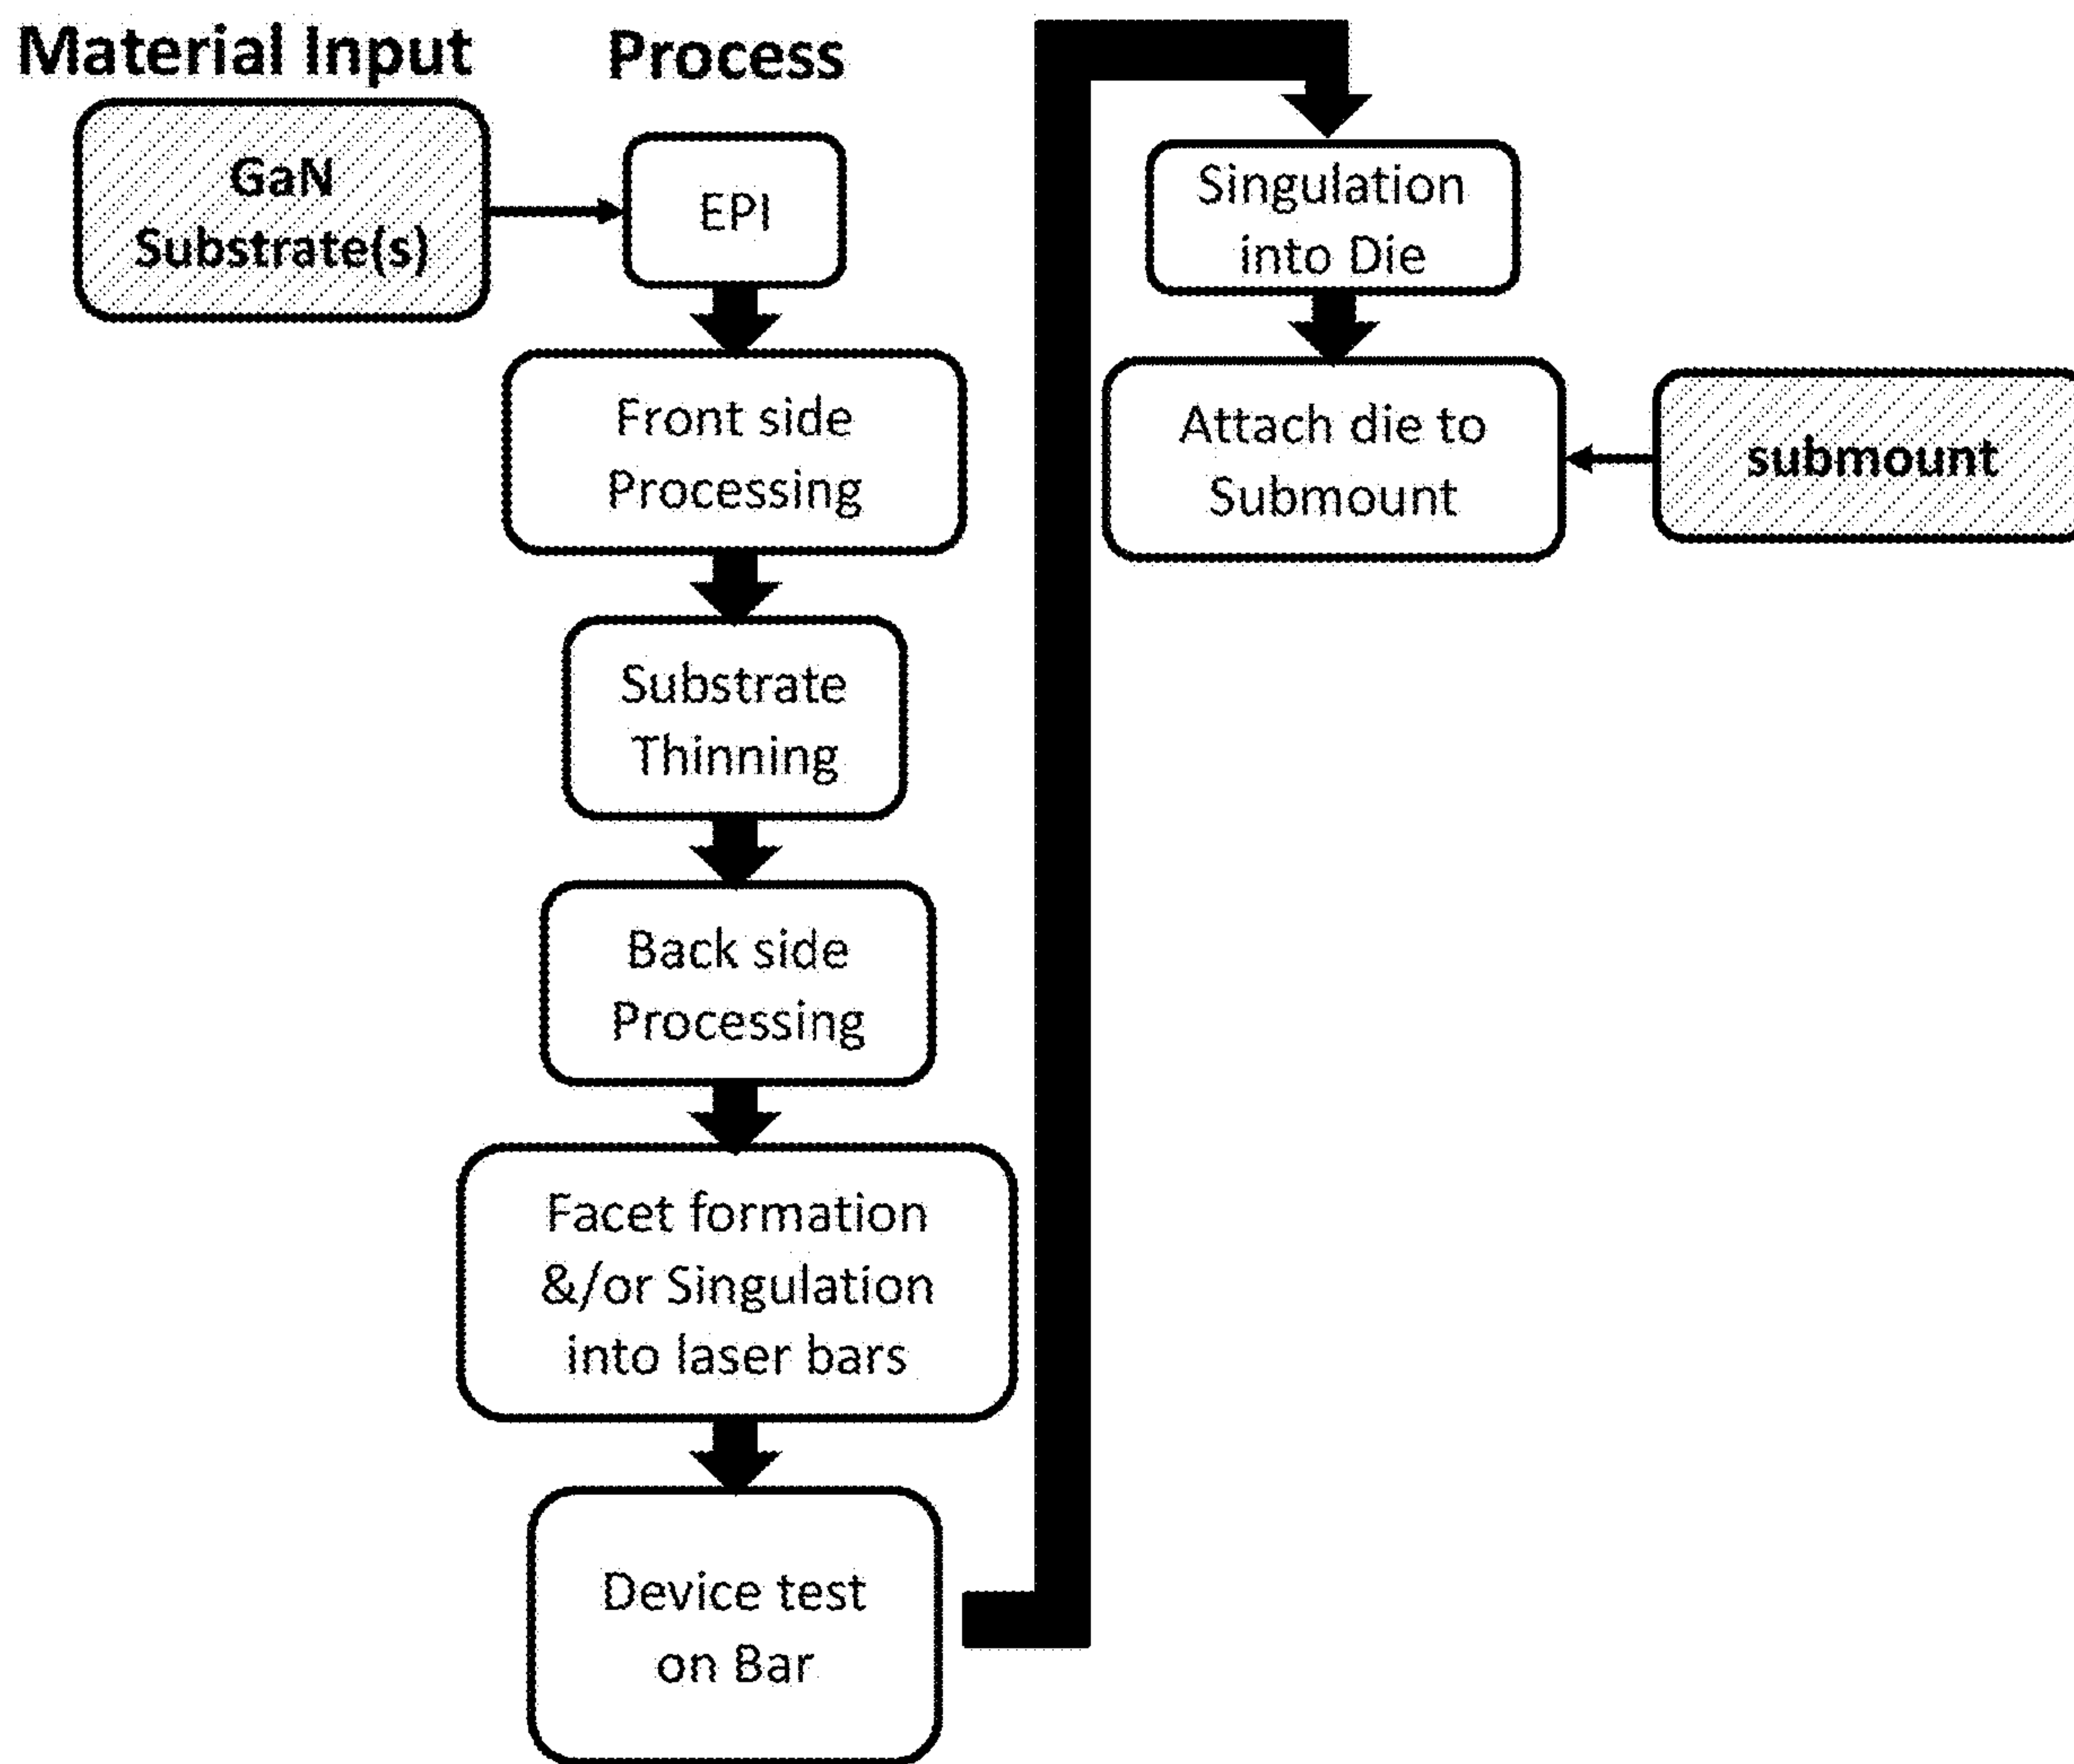 Material Input
Process
GaN
Substrate(s)
EPI
Front side
Processing
Substrate
Thinning
Back side
Processing
Facet formation
&/or Singulation
into laser bars
Device test
on Bar
Singulation
into Die
Attach die to
Submount
submount